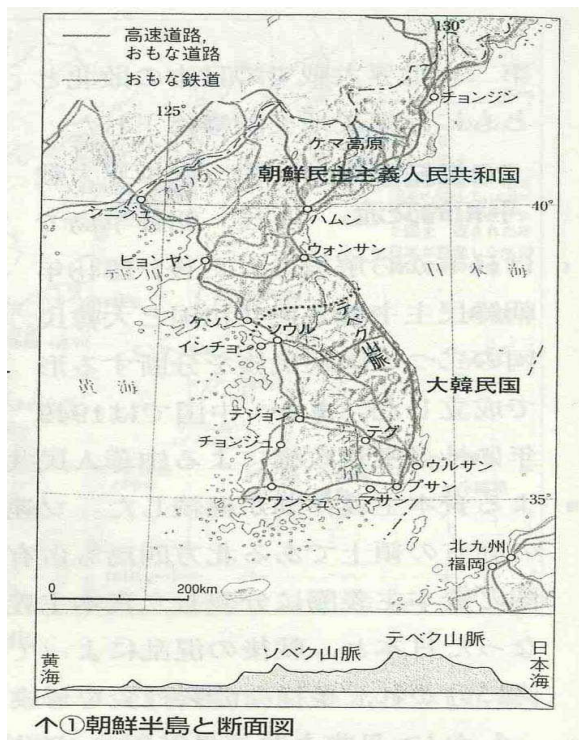 高速道路,
おもな道路
おもな鉄道
130°
125°
チョンジン
ケマ高原
朝鮮民主主義人民共和国
シニジュ
40°
ハムン
ピョンヤン
ウォンサン
日本海
ケソン
ソウル
インチョン
黄海
大韓民国
テジョン
テグ
チョンジュ
ウルサン
プサン
クワンジュ
マサン
35°
北九州
福岡
0 200km
黄海
ソベク山脈
テベク山脈
日本海
↑①朝鮮半島と断面図